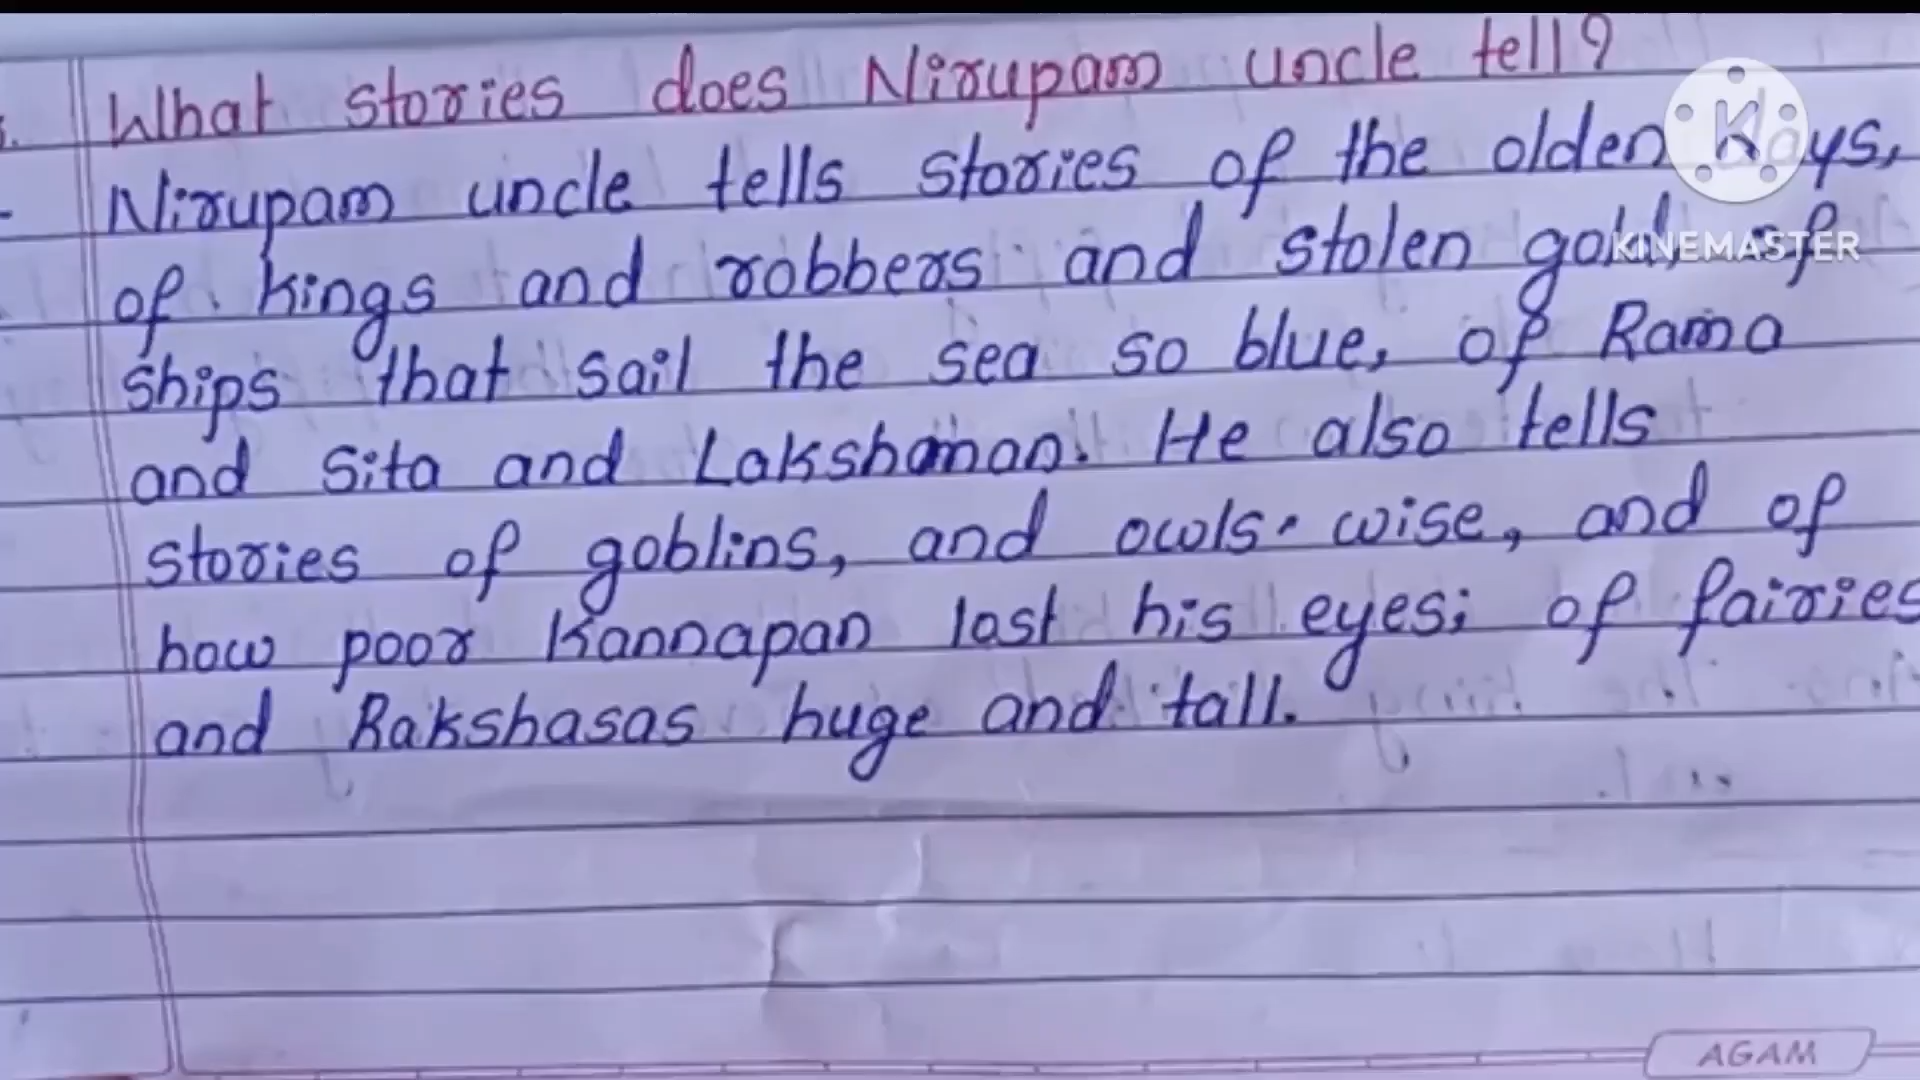 What stories does Nirupam uncle tell?
Nirupam uncle tells stories of the olden days,
of kings and robbers and stolen gold, of
ships that sail the sea so blue, of Rama
and Sita and Lakshman. He also tells
stories of goblins, and owls-wise, and of
how poor Kannapan lost his eyes; of fairies
and Rakshasas huge and tall.
K
KINEMASTER
AGAM